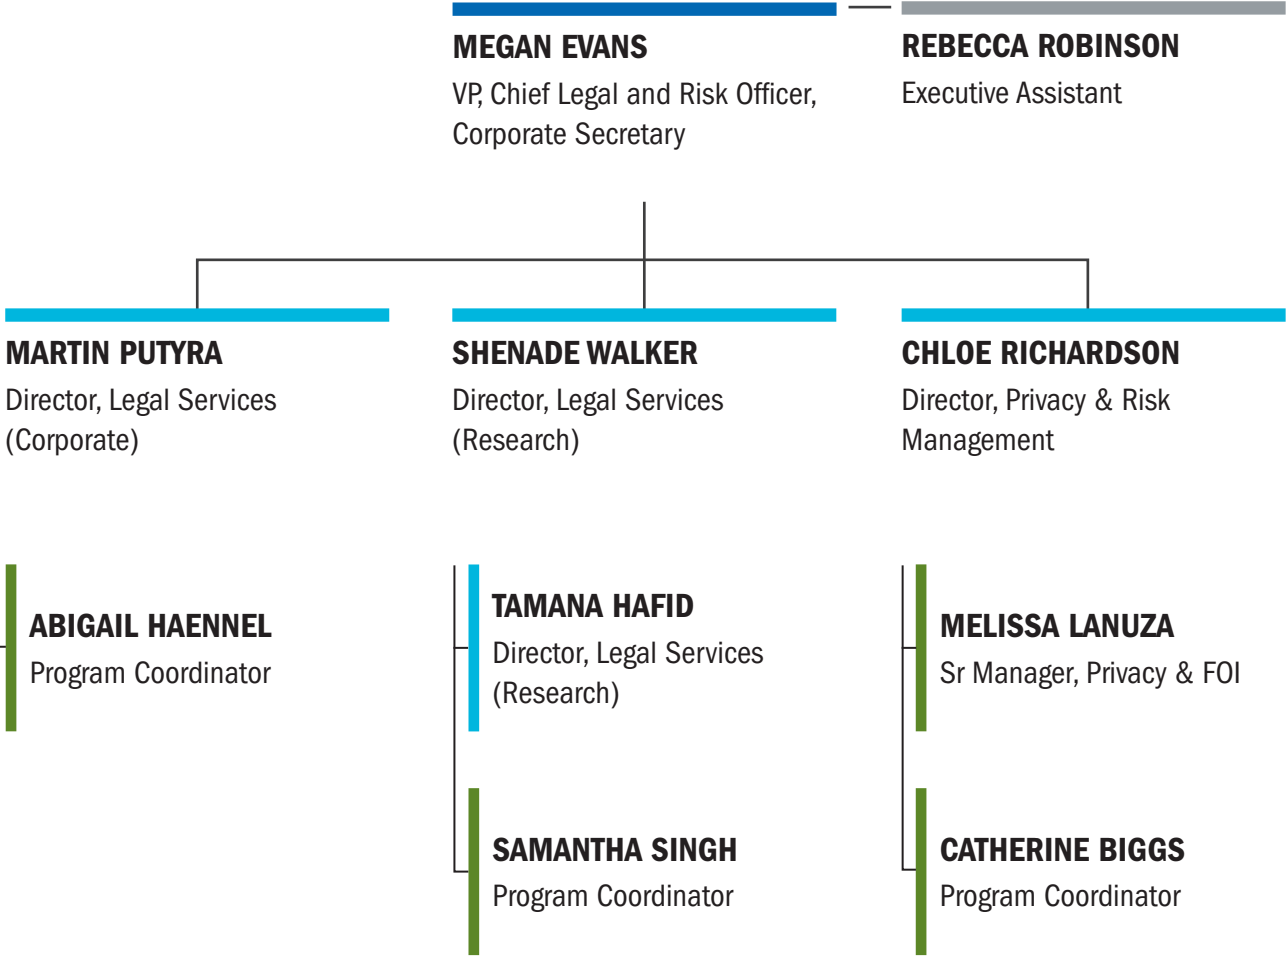 MEGAN EVANS
VP, Chief Legal and Risk Officer,
Corporate Secretary
REBECCA ROBINSON
Executive Assistant
MARTIN PUTYRA
Director, Legal Services
(Corporate)
SHENADE WALKER
Director, Legal Services
(Research)
CHLOE RICHARDSON
Director, Privacy & Risk
Management
ABIGAIL HAENNEL
Program Coordinator
TAMANA HAFID
Director, Legal Services
(Research)
MELISSA LANUZA
Sr Manager, Privacy & FOI
SAMANTHA SINGH
Program Coordinator
CATHERINE BIGGS
Program Coordinator